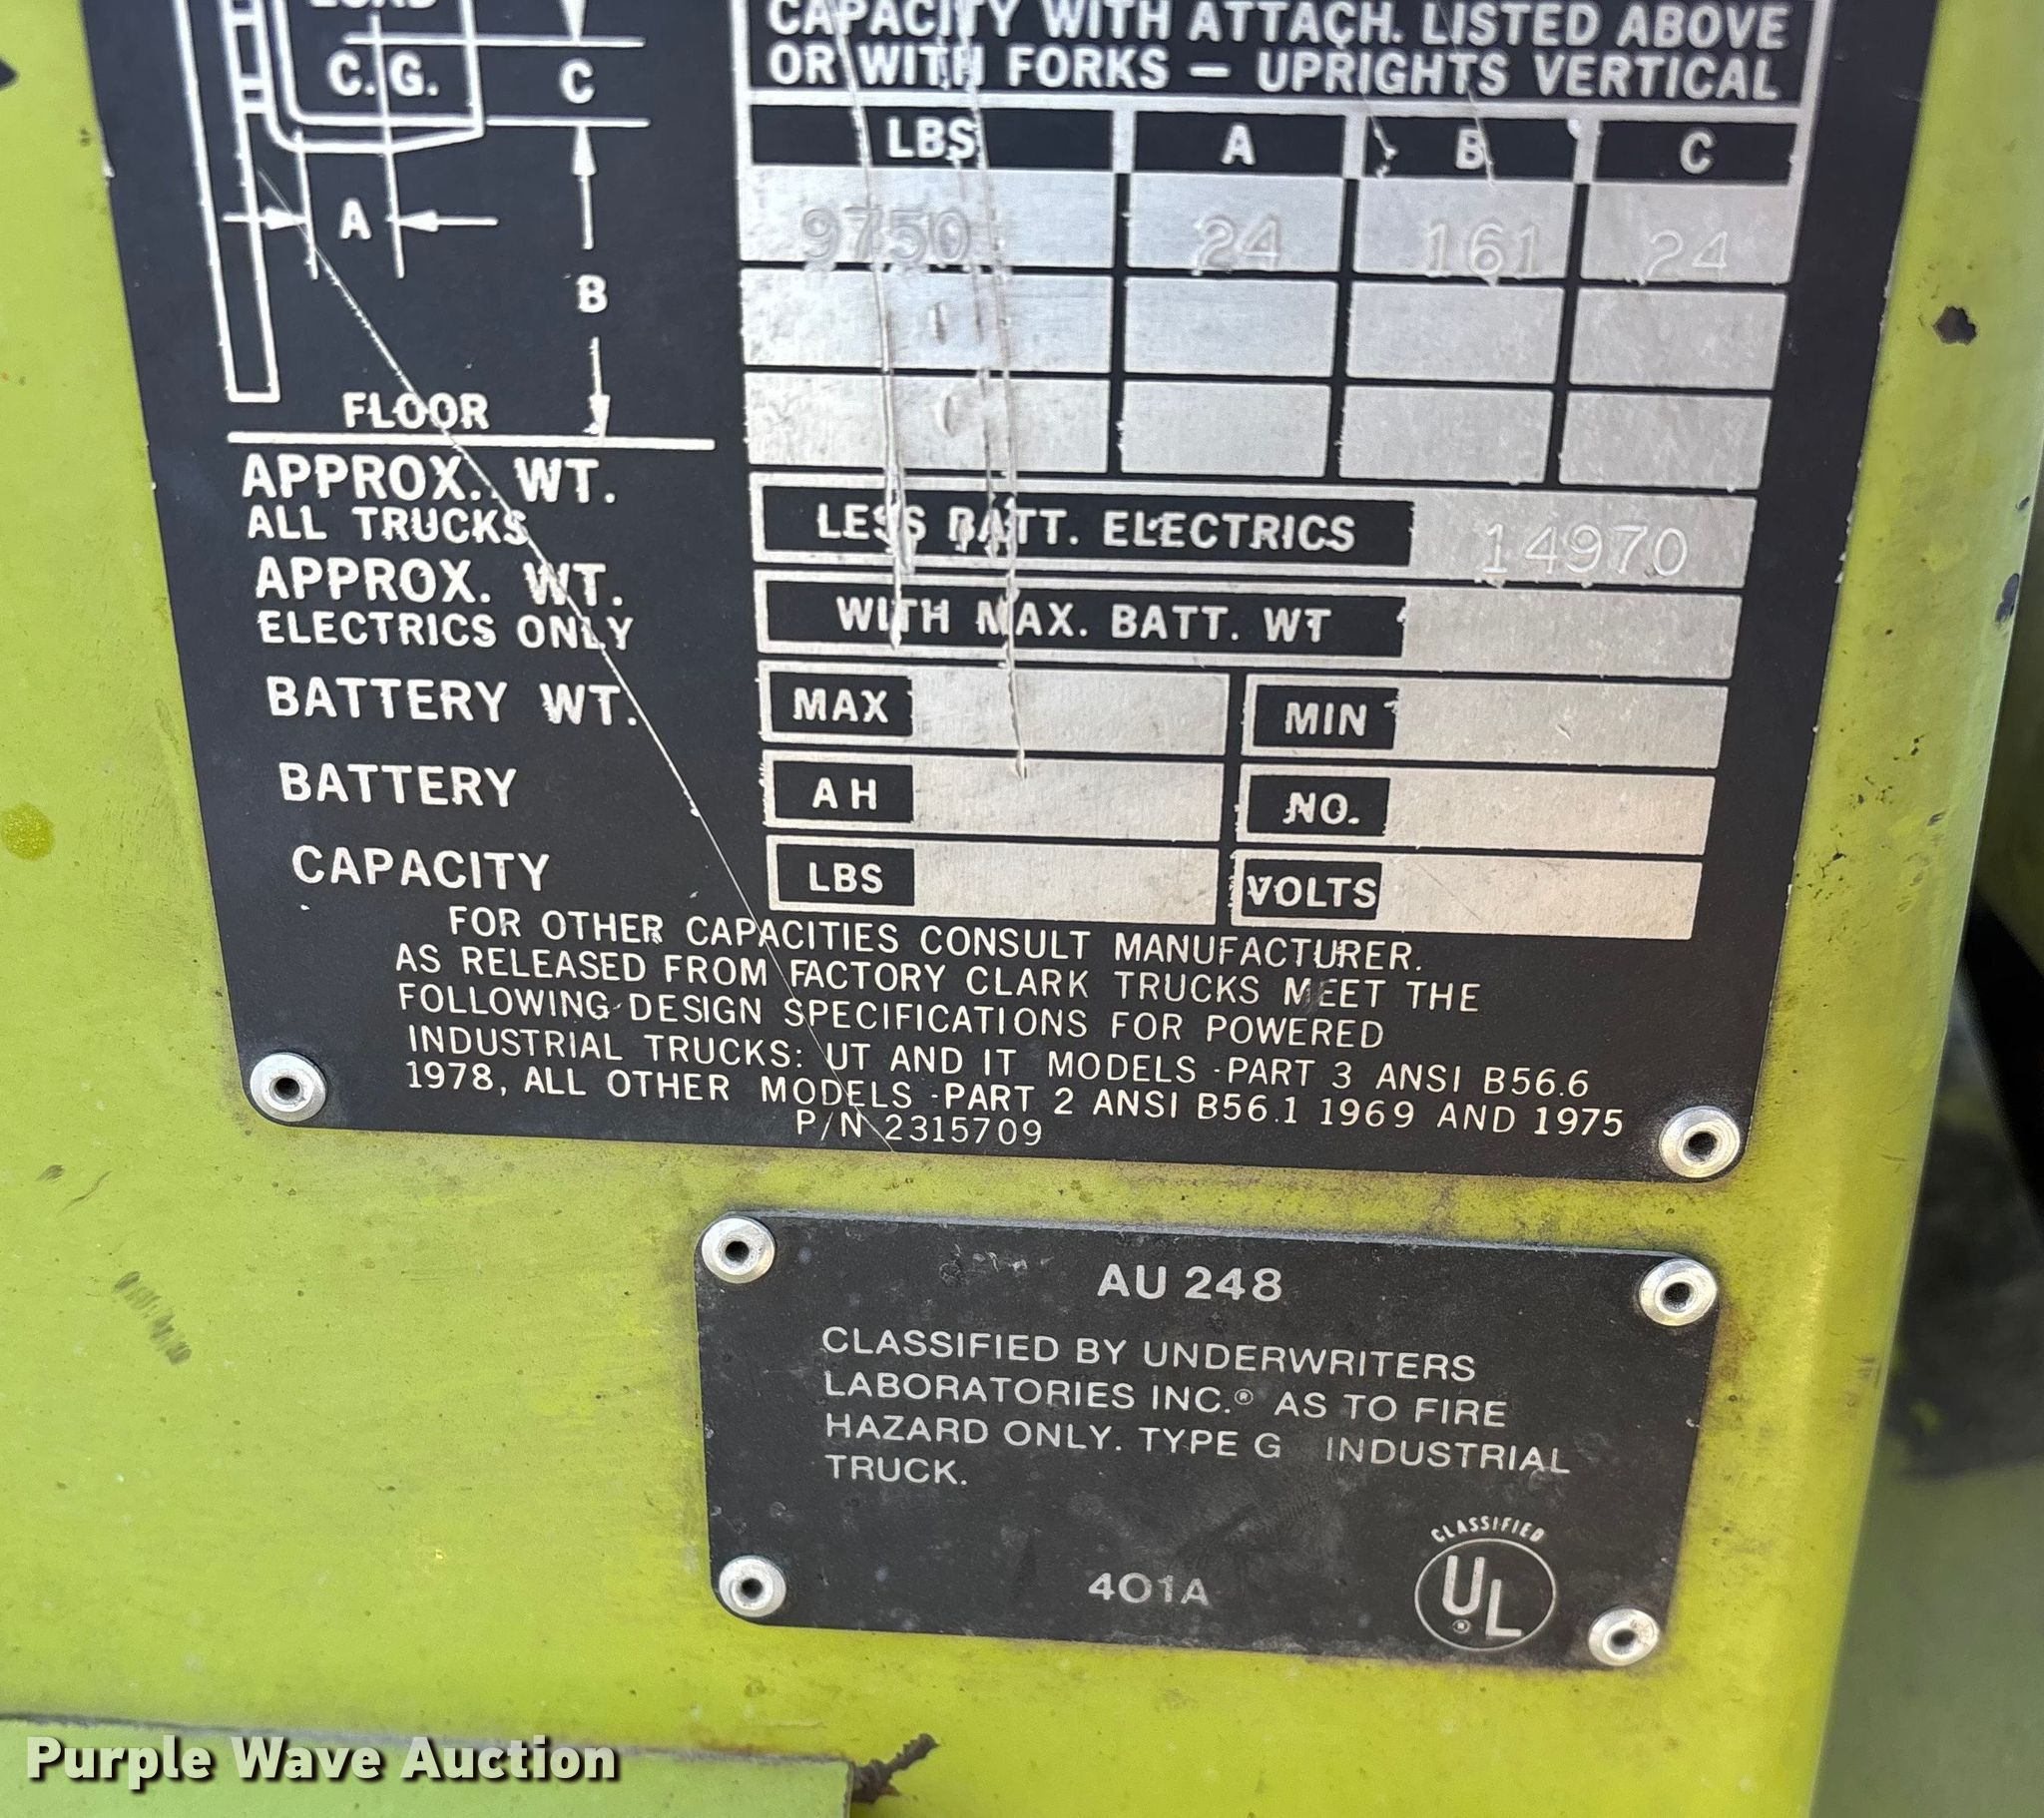 LOAD
C.G.
C
A
B
FLOOR
CAPACITY WITH ATTACH. LISTED ABOVE
OR WITH FORKS – UPRIGHTS VERTICAL
LBS A B C
9750 24 161 24
APPROX. WT.
ALL TRUCKS
LESS BATT. ELECTRICS 14970
APPROX. WT.
ELECTRICS ONLY
WITH MAX. BATT. WT
BATTERY WT. MAX MIN
BATTERY AH NO.
CAPACITY LBS VOLTS
FOR OTHER CAPACITIES CONSULT MANUFACTURER.
AS RELEASED FROM FACTORY CLARK TRUCKS MEET THE
FOLLOWING DESIGN SPECIFICATIONS FOR POWERED
INDUSTRIAL TRUCKS: UT AND IT MODELS -PART 3 ANSI B56.6
1978, ALL OTHER MODELS -PART 2 ANSI B56.1 1969 AND 1975
P/N 2315709
AU 248
CLASSIFIED BY UNDERWRITERS
LABORATORIES INC.® AS TO FIRE
HAZARD ONLY. TYPE G INDUSTRIAL
TRUCK.
401A
CLASSIFIED
UL®
Purple Wave Auction